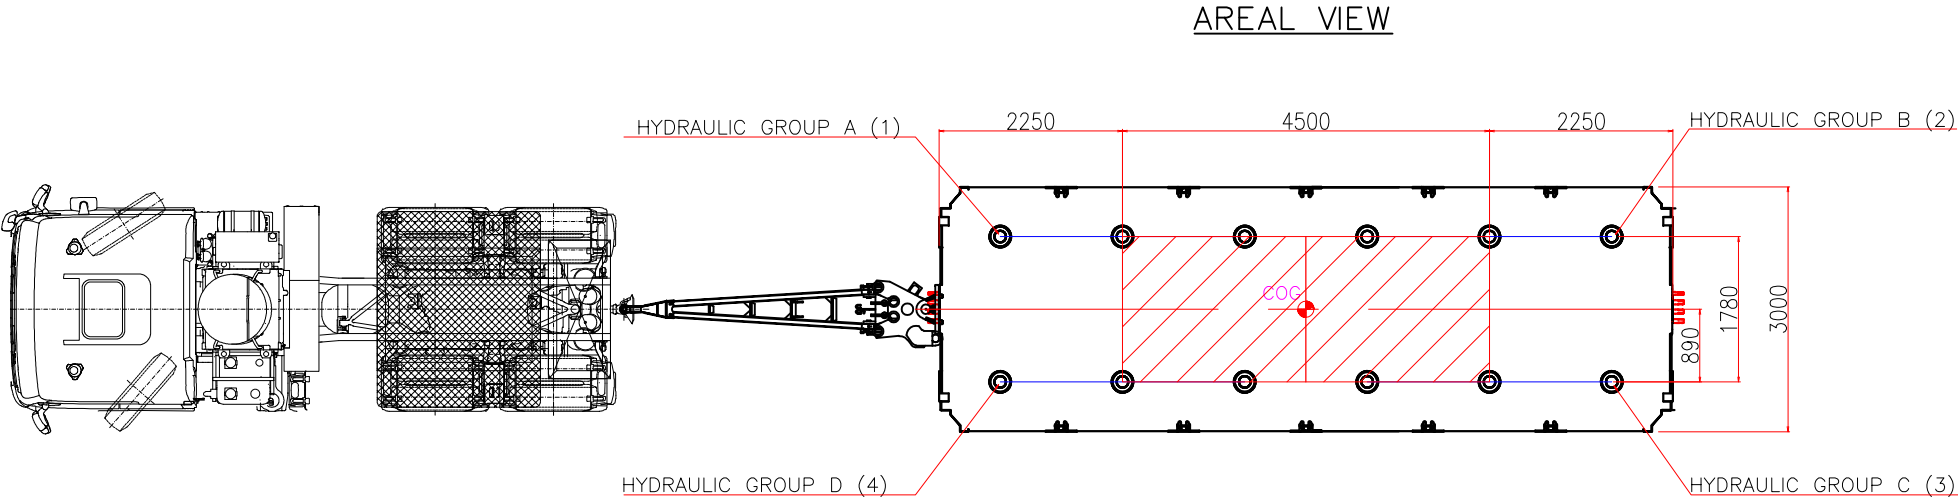 AREAL VIEW
HYDRAULIC GROUP A (1)
2250
4500
2250
HYDRAULIC GROUP B (2)
COG
890
1780
3000
HYDRAULIC GROUP D (4)
HYDRAULIC GROUP C (3)